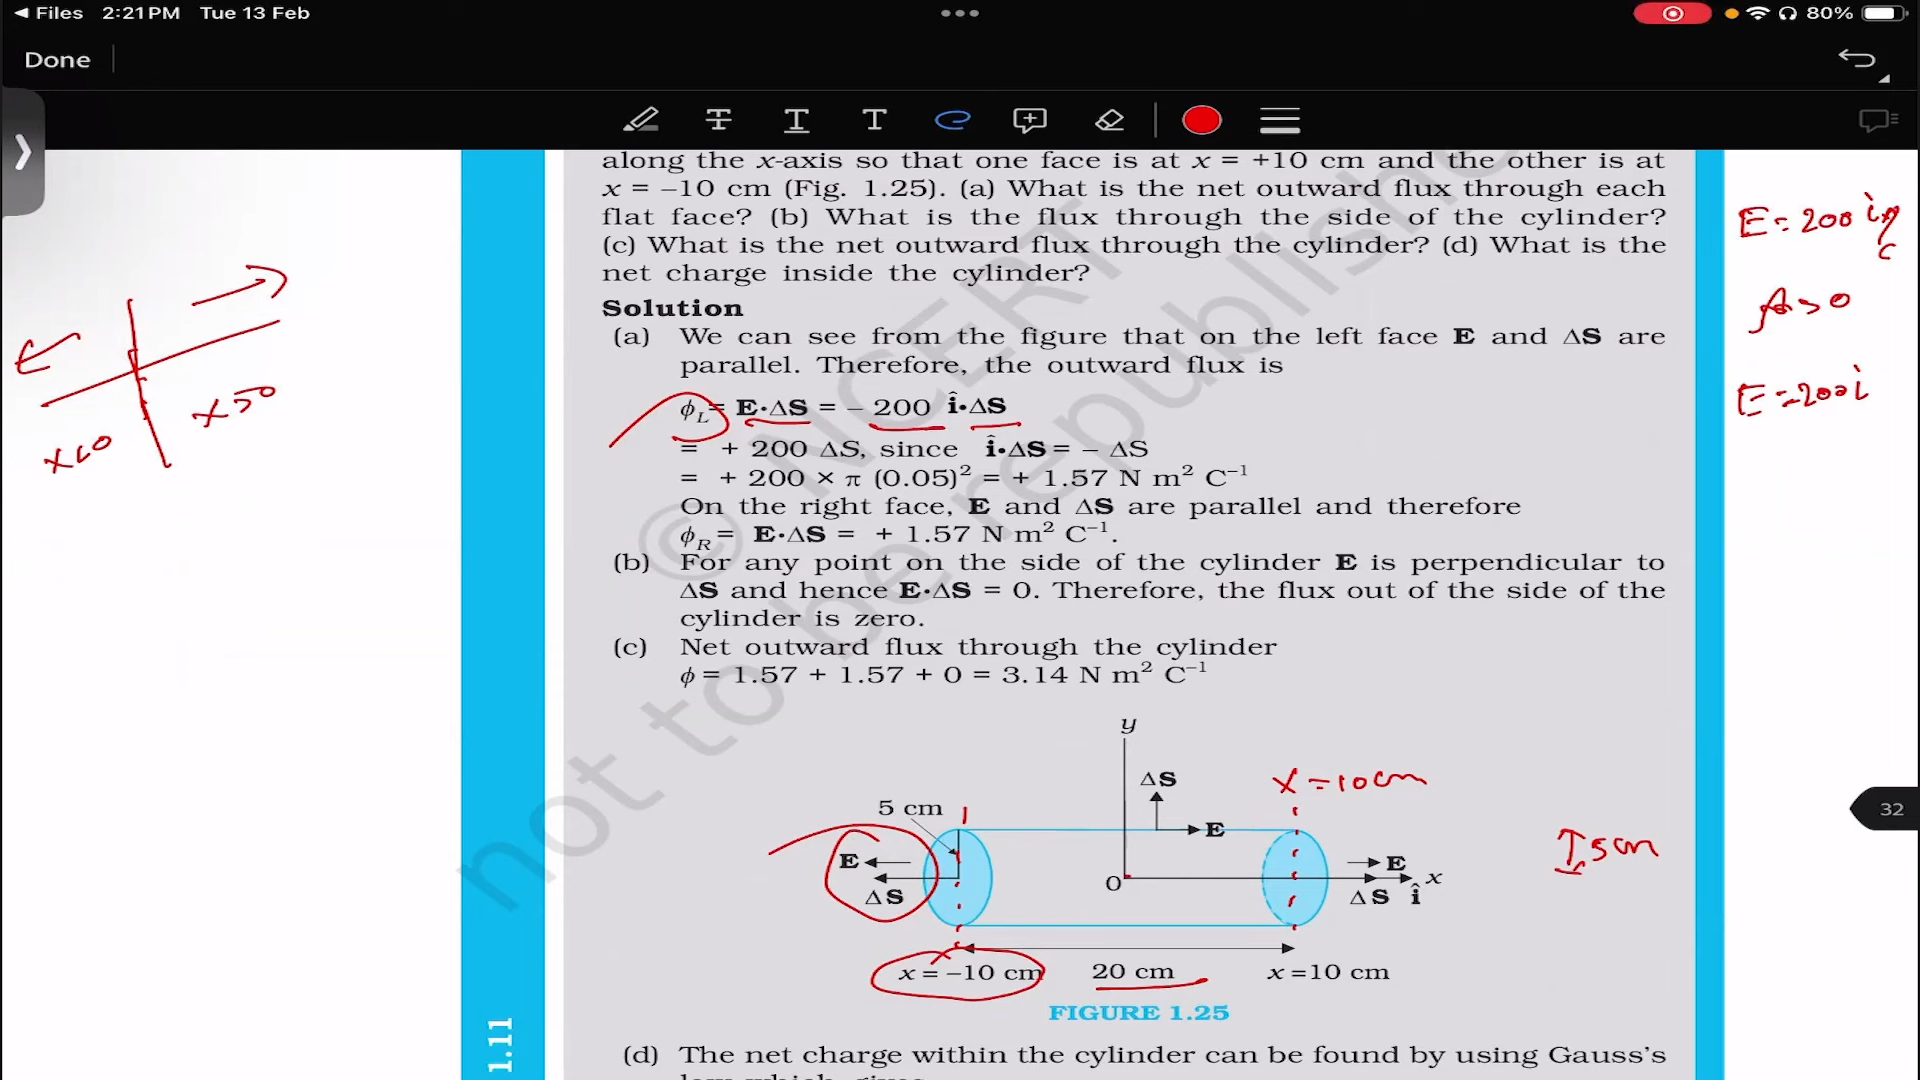 Files 2:21 PM Tue 13 Feb
80%
Done
along the x-axis so that one face is at x = +10 cm and the other is at
x = –10 cm (Fig. 1.25). (a) What is the net outward flux through each
flat face? (b) What is the flux through the side of the cylinder?
(c) What is the net outward flux through the cylinder? (d) What is the
net charge inside the cylinder?
Solution
(a) We can see from the figure that on the left face E and ΔS are
parallel. Therefore, the outward flux is
ϕL = E·ΔS = – 200 î·ΔS
= + 200 ΔS, since î·ΔS = – ΔS
= + 200 × π (0.05)² = + 1.57 N m² C⁻¹
On the right face, E and ΔS are parallel and therefore
ϕR = E·ΔS = + 1.57 N m² C⁻¹.
(b) For any point on the side of the cylinder E is perpendicular to
ΔS and hence E·ΔS = 0. Therefore, the flux out of the side of the
cylinder is zero.
(c) Net outward flux through the cylinder
ϕ = 1.57 + 1.57 + 0 = 3.14 N m² C⁻¹
y
ΔS
x=10cm
5 cm
E
E
E
5cm
O
x
ΔS
ΔS î
x = –10 cm
20 cm
x =10 cm
FIGURE 1.25
(d) The net charge within the cylinder can be found by using Gauss's
x<0
x>0
E=200i
E=200i
32
1.11
© NCERT
not to be republished